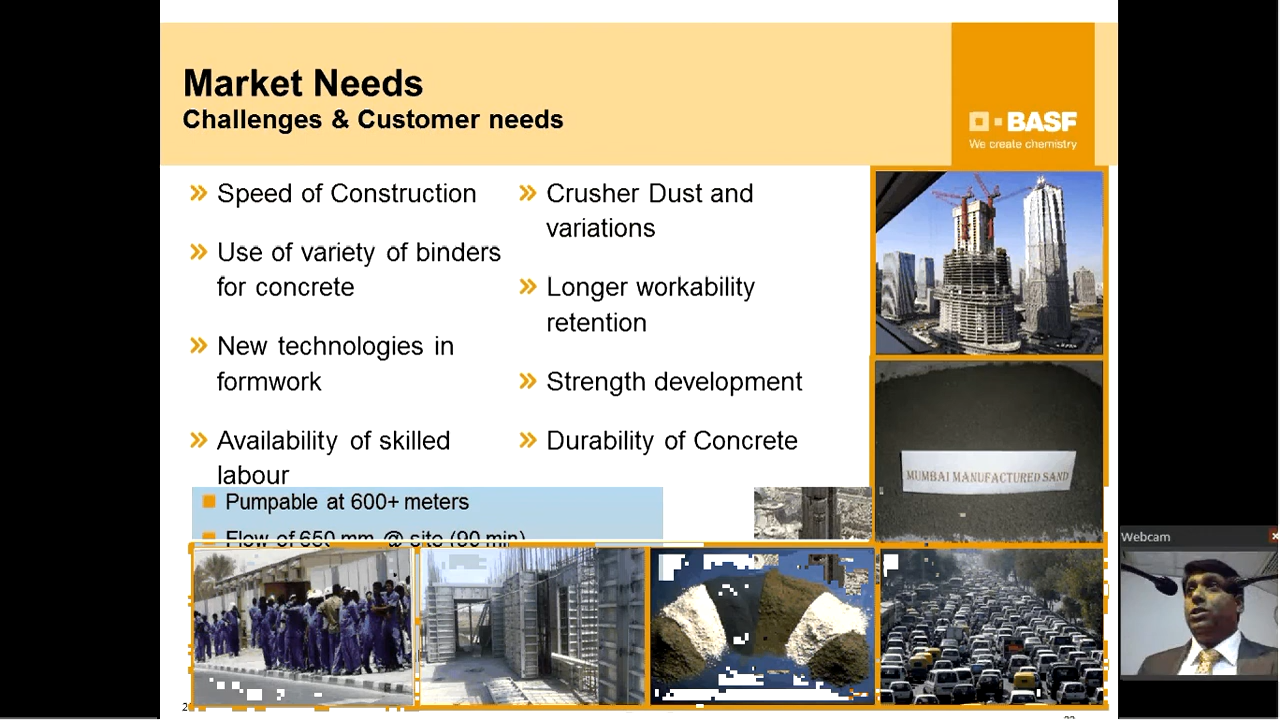 Market Needs
Challenges & Customer needs
BASF
We create chemistry
Speed of Construction
Use of variety of binders
for concrete
New technologies in
formwork
Availability of skilled
labour
Crusher Dust and
variations
Longer workability
retention
Strength development
Durability of Concrete
Pumpable at 600+ meters
Flow of 650 mm @ site (90 min)
MUMBAI MANUFACTURED SAND
Webcam